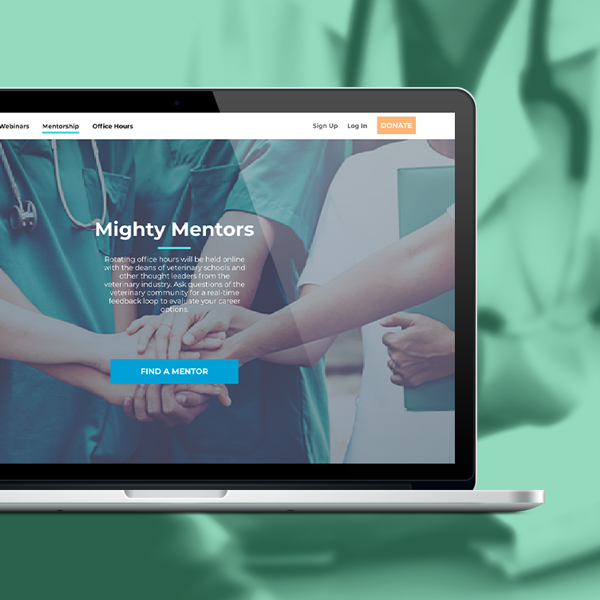 Webinars Mentorship Office Hours Sign Up Log In DONATE
Mighty Mentors
Rotating office hours will be held online
with the deans of veterinary schools and
other thought leaders from the
veterinary industry. Ask questions of the
veterinary community for a real-time
feedback loop to evaluate your career
options.
FIND A MENTOR